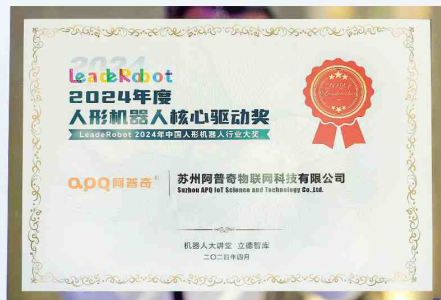 2024
LeadeRobot
2024年度
人形机器人核心驱动奖
LeadeRobot 2024年中国人形机器人行业大奖
apq 阿普奇®
苏州阿普奇物联网科技有限公司
Suzhou APQ IoT Science and Technology Co.,Ltd.
机器人大讲堂 立德智库
二〇二四年四月